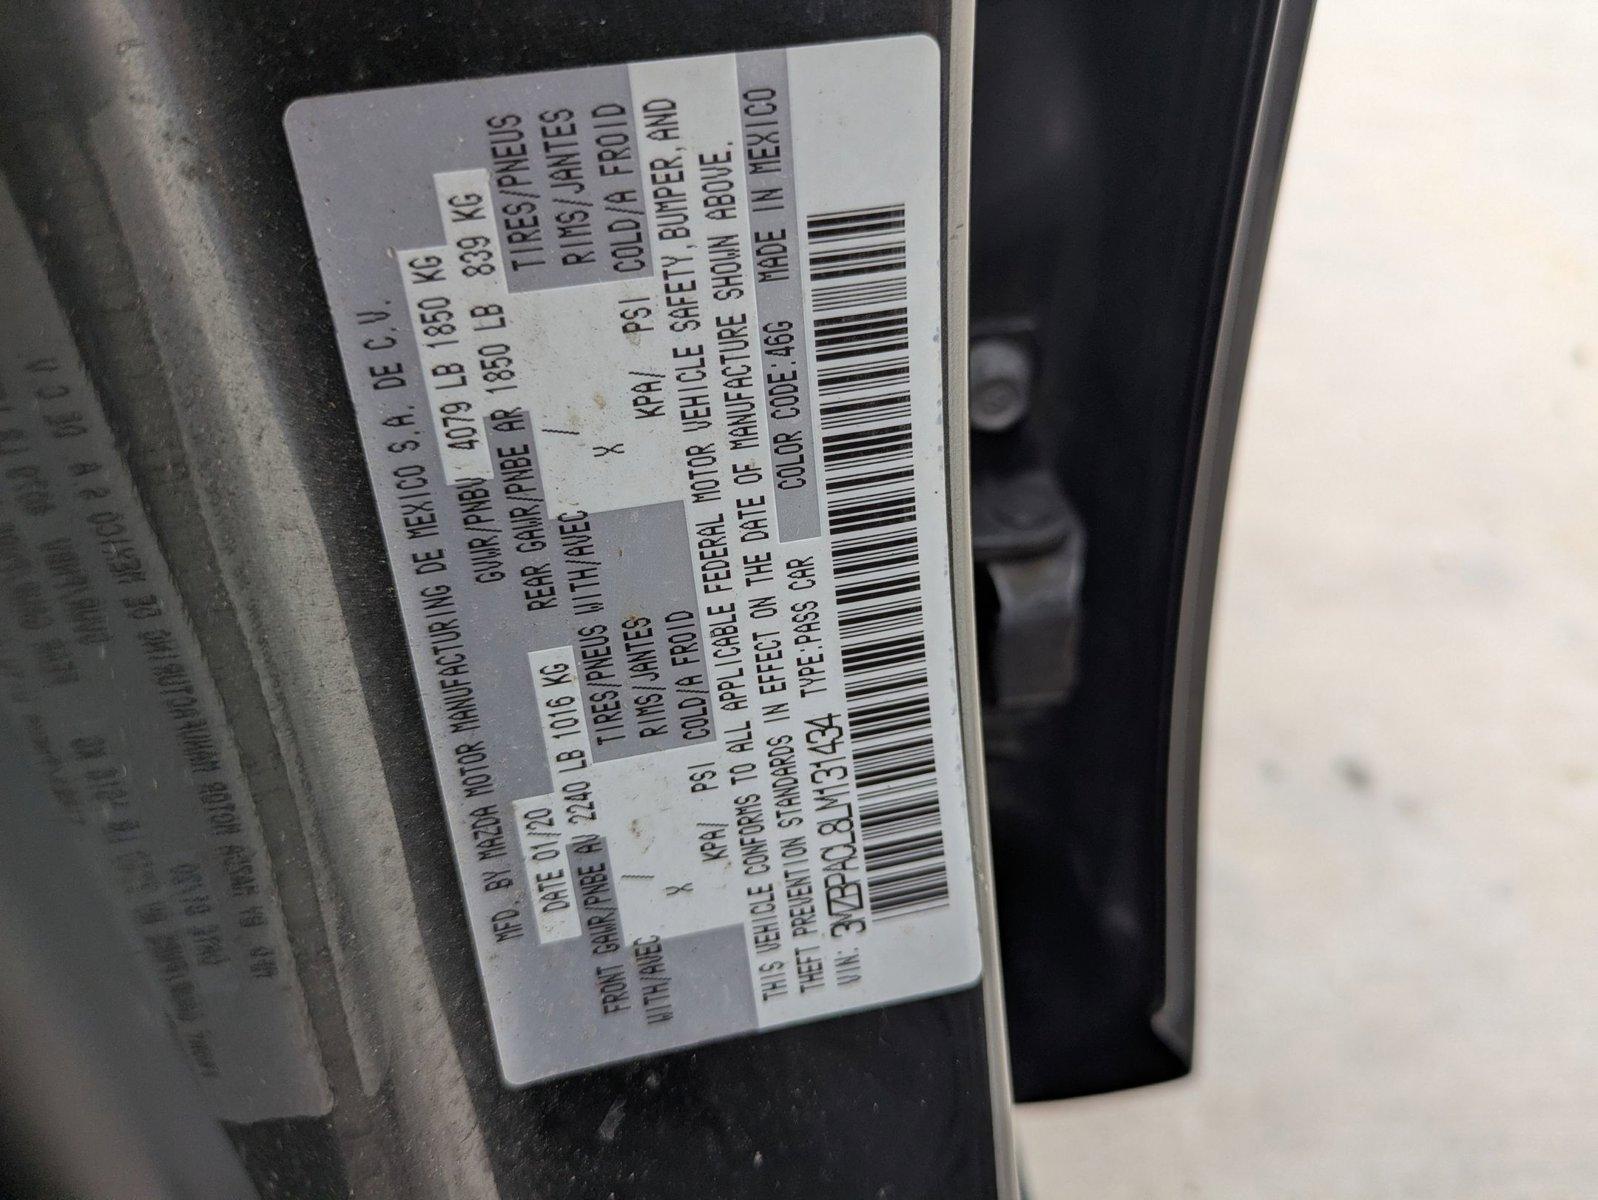 MFD. BY MAZDA MOTOR MANUFACTURING DE MEXICO S.A. DE C.V.
DATE 01/20 GVWR/PNBV 4079 LB 1850 KG
FRONT GAWR/PNBE AV 2240 LB 1016 KG REAR GAWR/PNBE AR 1850 LB 839 KG
WITH/AVEC / TIRES/PNEUS WITH/AVEC / TIRES/PNEUS
X RIMS/JANTES X RIMS/JANTES
KPA/ PSI COLD/A FROID KPA/ PSI COLD/A FROID
THIS VEHICLE CONFORMS TO ALL APPLICABLE FEDERAL MOTOR VEHICLE SAFETY, BUMPER, AND
THEFT PREVENTION STANDARDS IN EFFECT ON THE DATE OF MANUFACTURE SHOWN ABOVE.
VIN: 3MZBPACL8LM131434 TYPE:PASS CAR COLOR CODE:46G MADE IN MEXICO